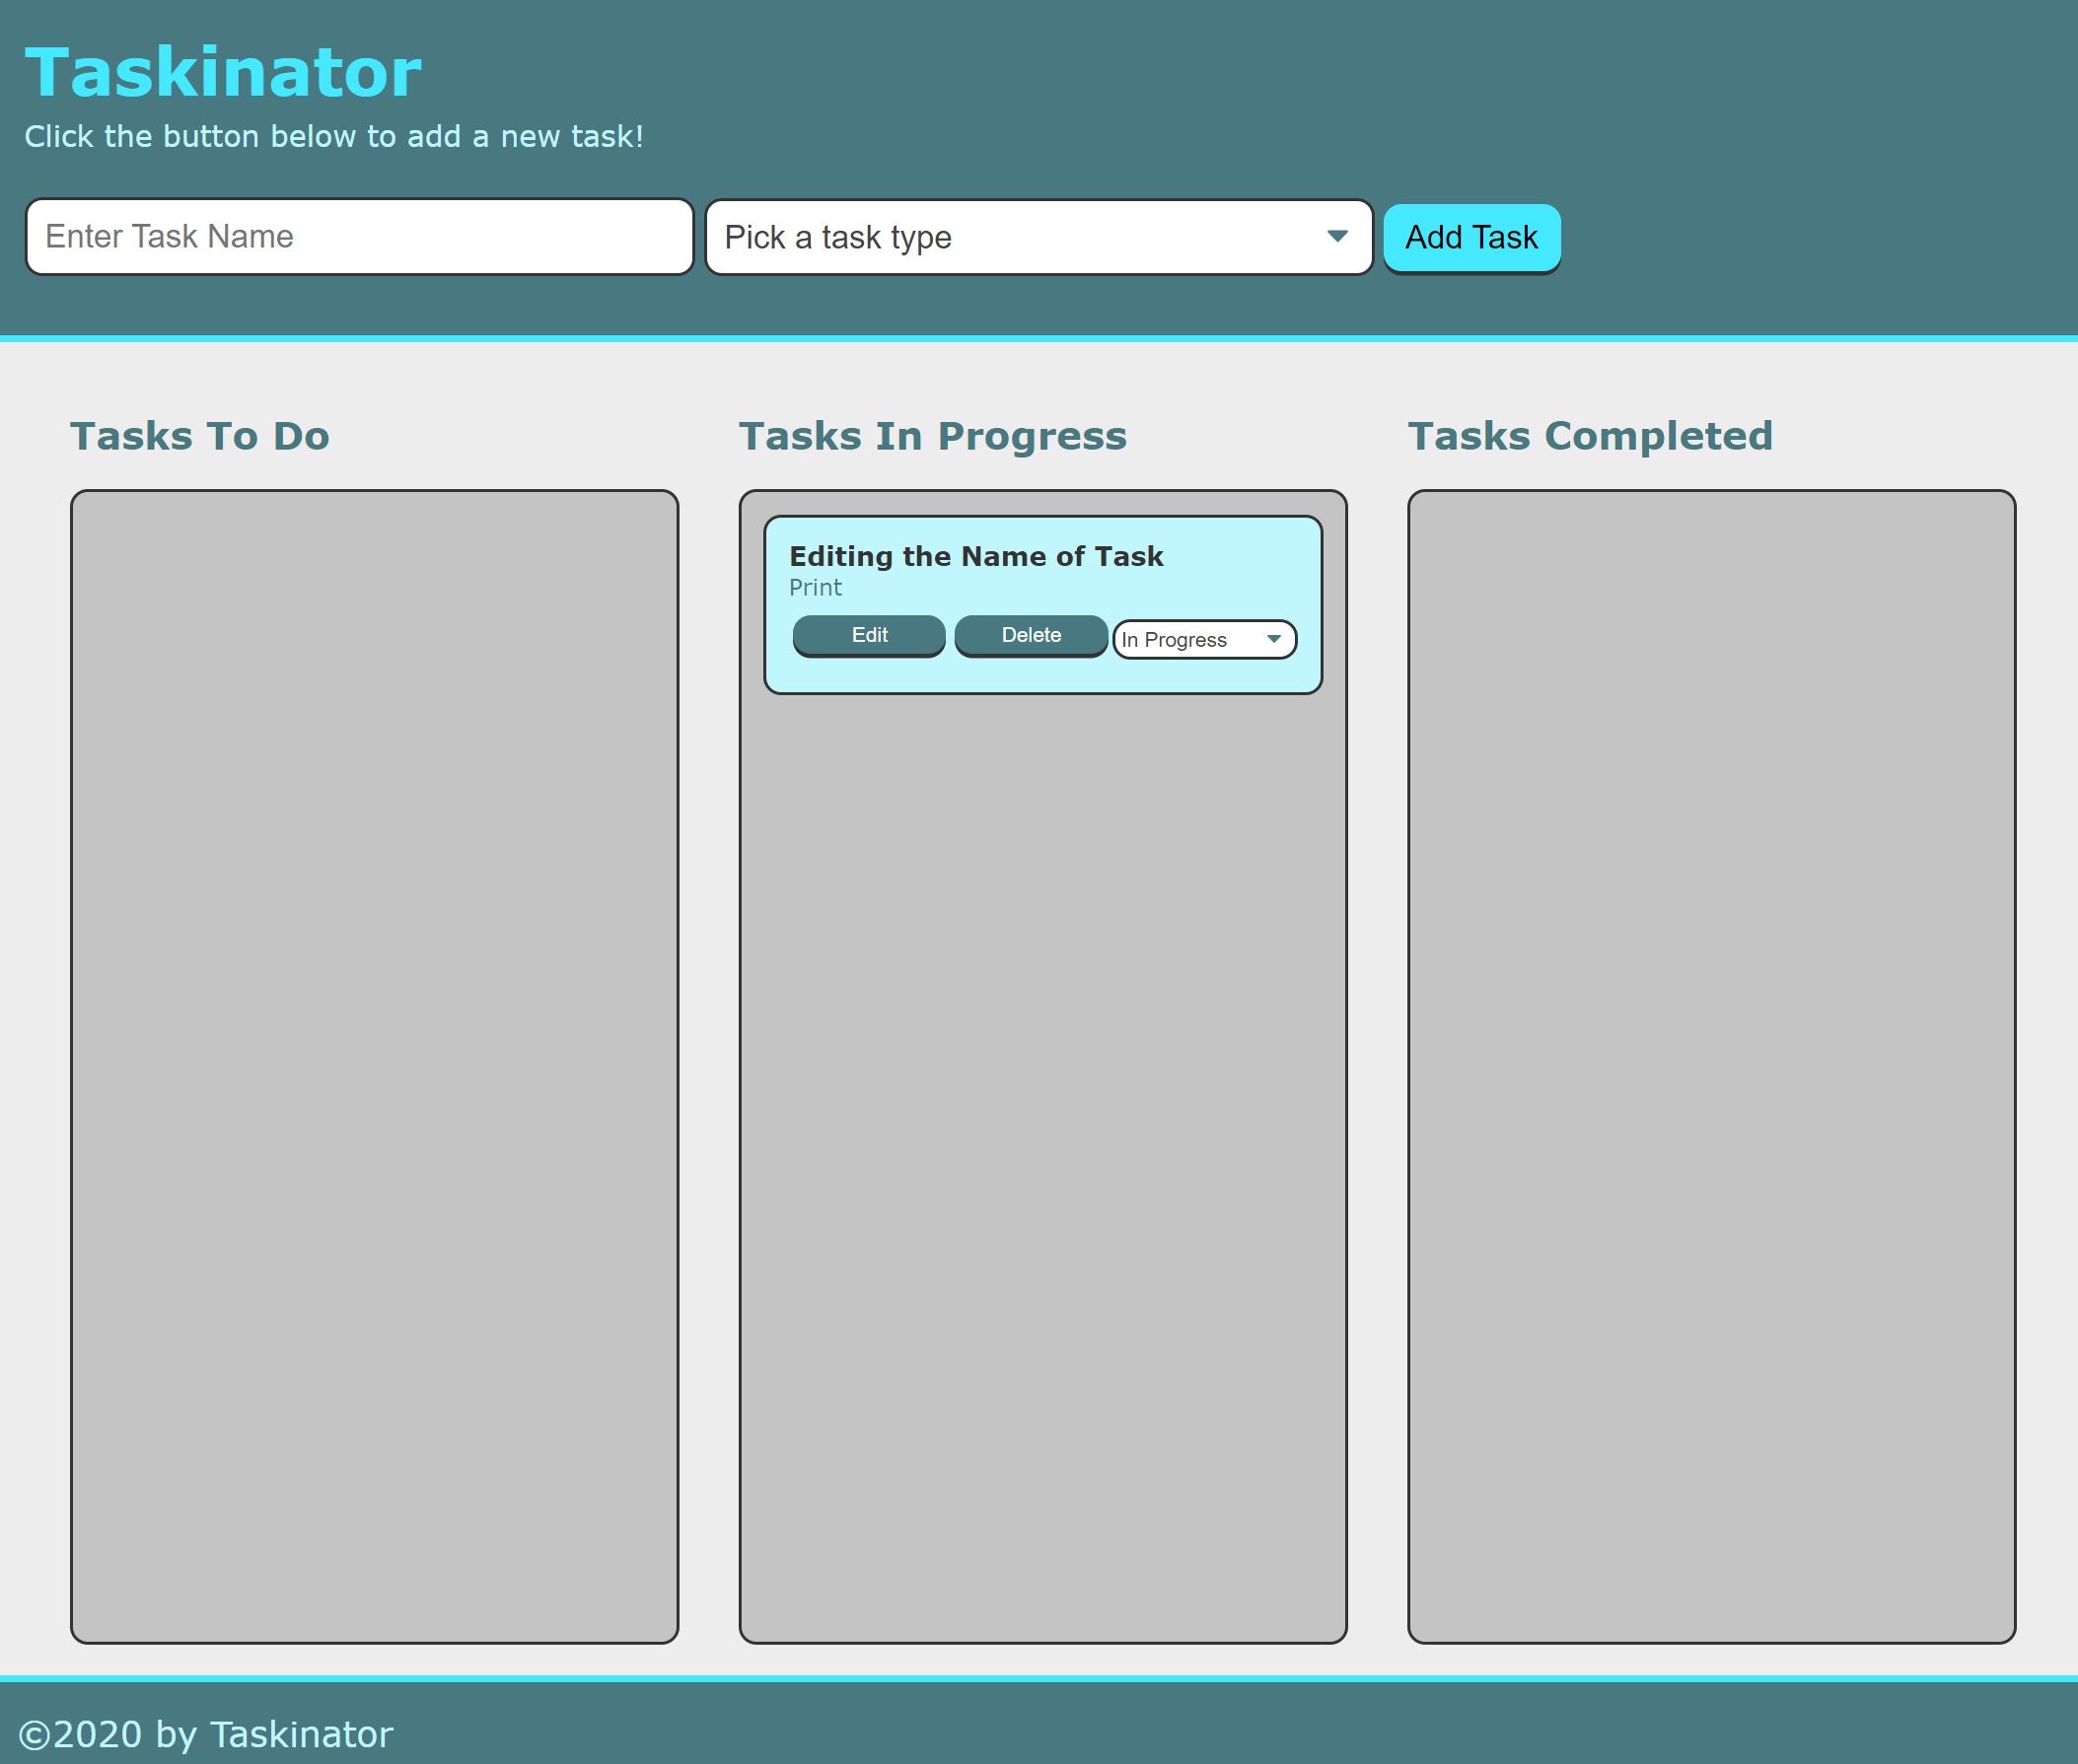 Taskinator
Click the button below to add a new task!
Enter Task Name
Pick a task type
Add Task
Tasks To Do
Tasks In Progress
Tasks Completed
Editing the Name of Task
Print
Edit
Delete
In Progress
©2020 by Taskinator